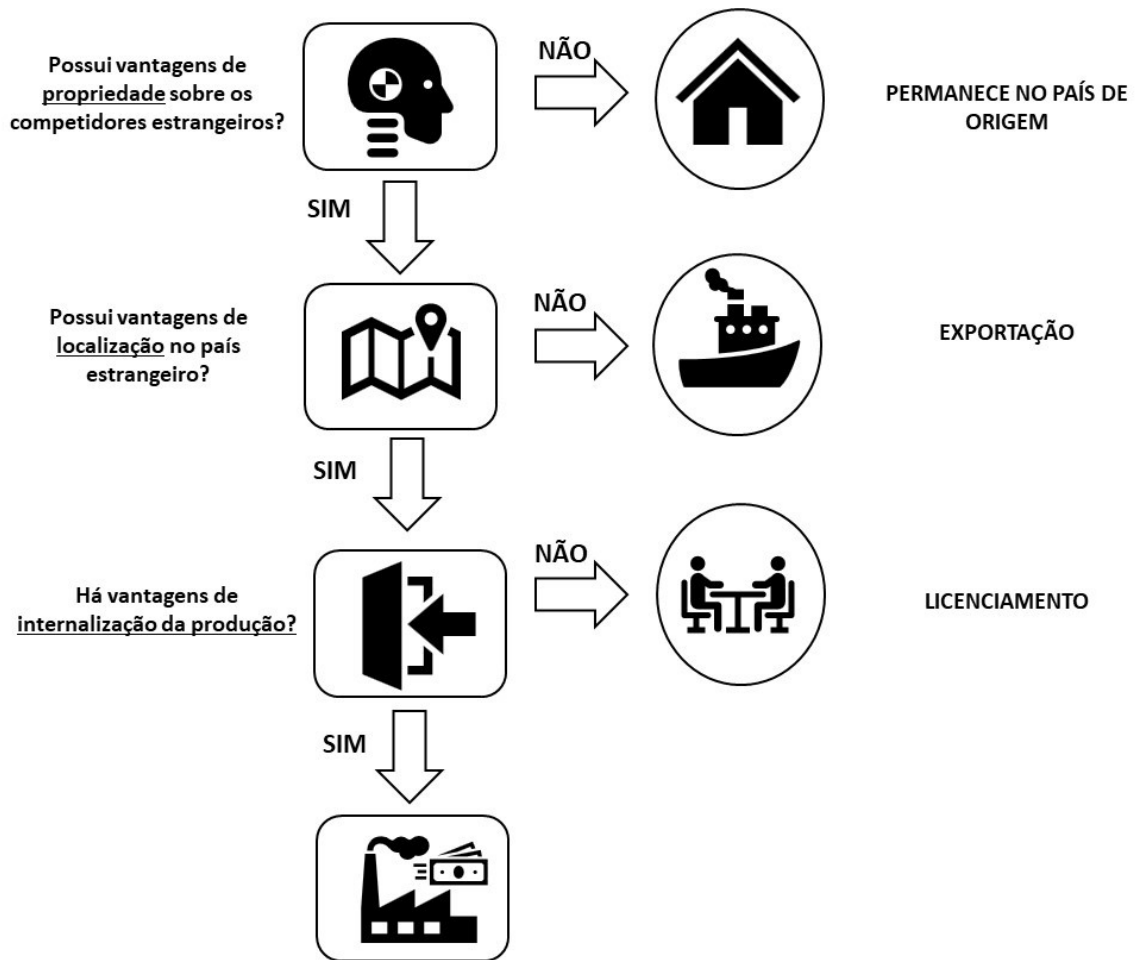 Possui vantagens de
propriedade sobre os
competidores estrangeiros?
NÃO
PERMANECE NO PAÍS DE
ORIGEM
SIM
Possui vantagens de
localização no país
estrangeiro?
NÃO
EXPORTAÇÃO
SIM
Há vantagens de
internalização da produção?
NÃO
LICENCIAMENTO
SIM